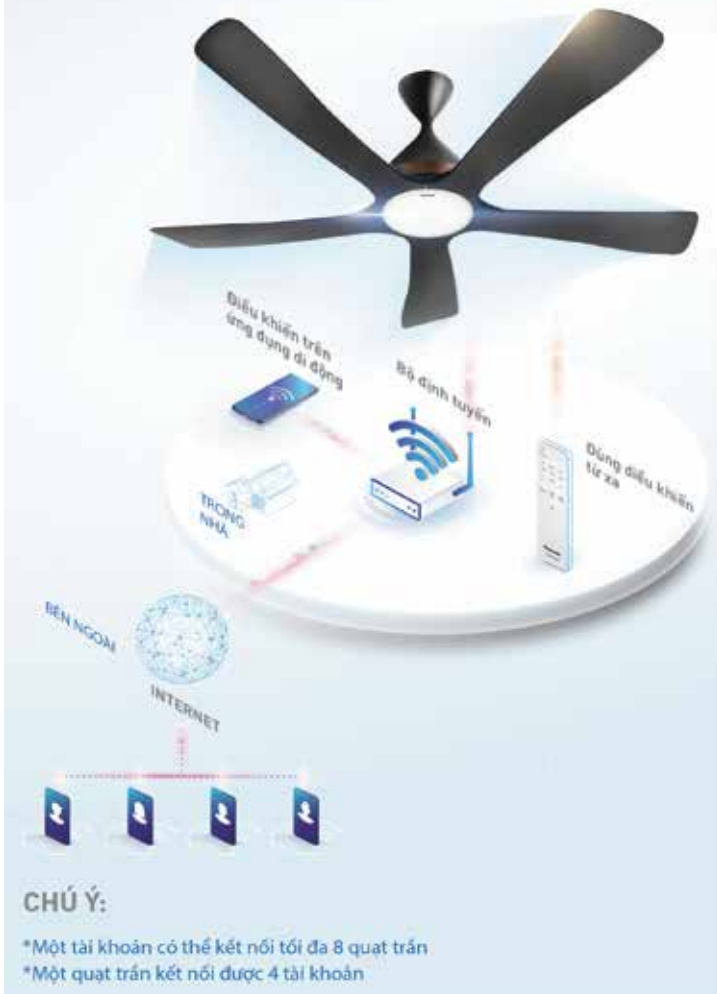 Điều khiển trên
ứng dụng di động
Bộ định tuyến
Dùng điều khiển
từ xa
TRONG
NHÀ
BÊN NGOÀI
INTERNET
CHÚ Ý:
*Một tài khoản có thể kết nối tối đa 8 quạt trần
*Một quạt trần kết nối được 4 tài khoản